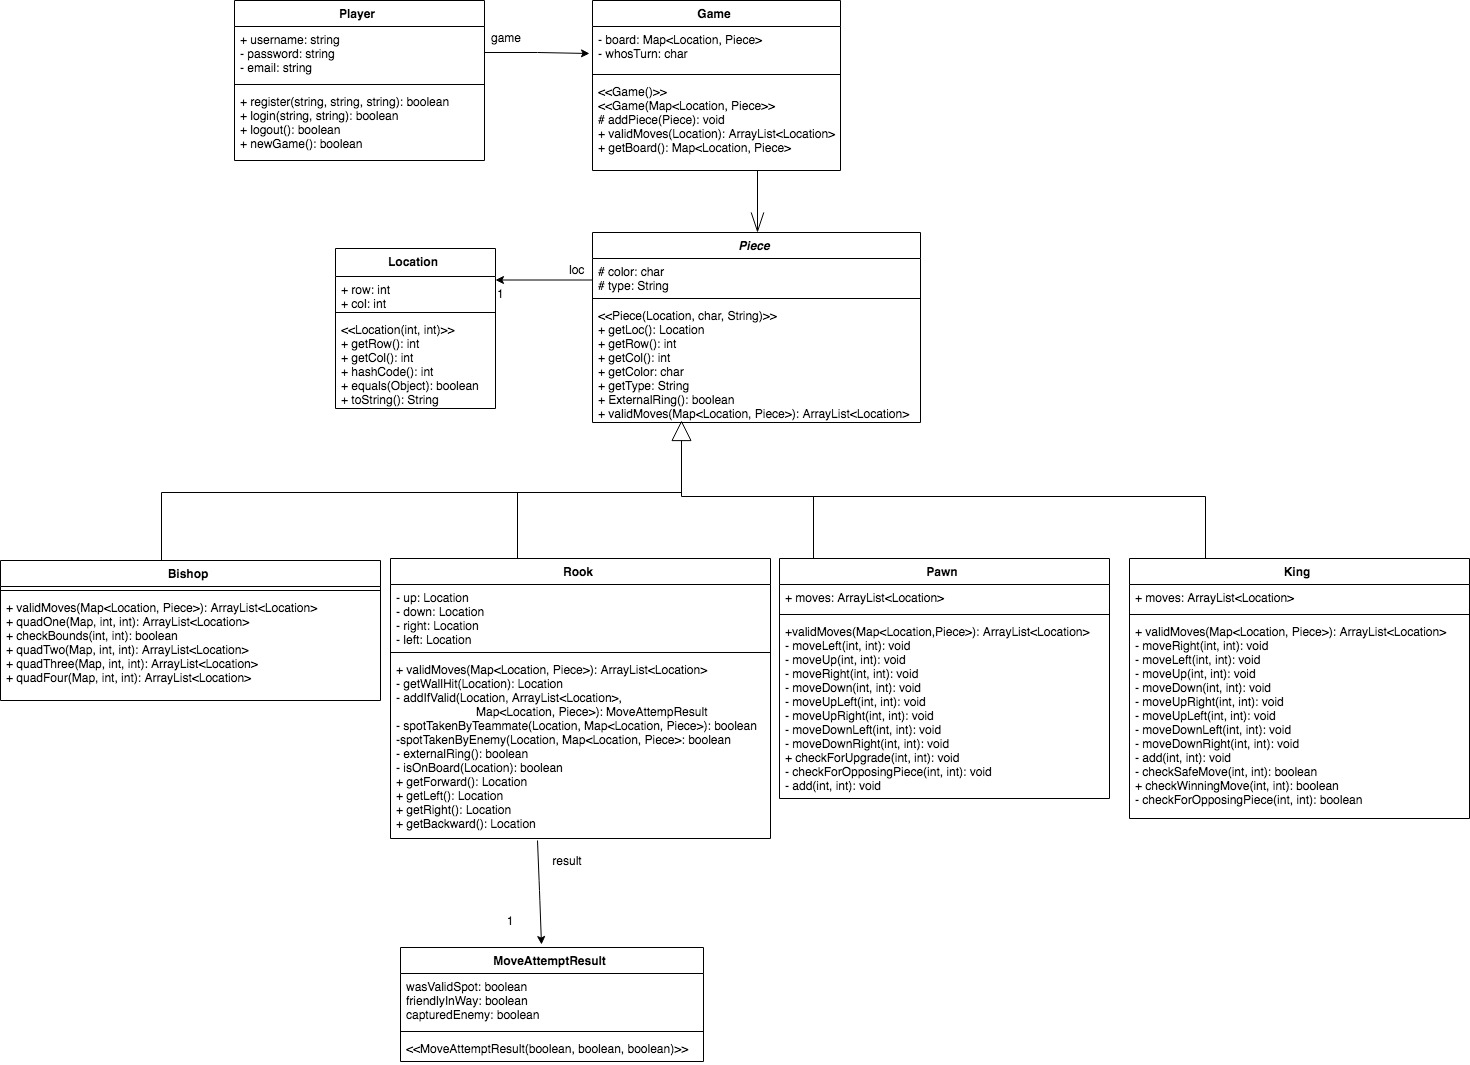 Player
+ username: string
- password: string
- email: string
+ register(string, string, string): boolean
+ login(string, string): boolean
+ logout(): boolean
+ newGame(): boolean
game
Game
- board: Map<Location, Piece>
- whosTurn: char
<<Game()>>
<<Game(Map<Location, Piece>>
# addPiece(Piece): void
+ validMoves(Location): ArrayList<Location>
+ getBoard(): Map<Location, Piece>
Location
+ row: int
+ col: int
<<Location(int, int)>>
+ getRow(): int
+ getCol(): int
+ hashCode(): int
+ equals(Object): boolean
+ toString(): String
loc
1
Piece
# color: char
# type: String
<<Piece(Location, char, String)>>
+ getLoc(): Location
+ getRow(): int
+ getCol(): int
+ getColor: char
+ getType: String
+ ExternalRing(): boolean
+ validMoves(Map<Location, Piece>): ArrayList<Location>
Bishop
+ validMoves(Map<Location, Piece>): ArrayList<Location>
+ quadOne(Map, int, int): ArrayList<Location>
+ checkBounds(int, int): boolean
+ quadTwo(Map, int, int): ArrayList<Location>
+ quadThree(Map, int, int): ArrayList<Location>
+ quadFour(Map, int, int): ArrayList<Location>
Rook
- up: Location
- down: Location
- right: Location
- left: Location
+ validMoves(Map<Location, Piece>): ArrayList<Location>
- getWallHit(Location): Location
- addIfValid(Location, ArrayList<Location>,
Map<Location, Piece>): MoveAttempResult
- spotTakenByTeammate(Location, Map<Location, Piece>): boolean
-spotTakenByEnemy(Location, Map<Location, Piece>: boolean
- externalRing(): boolean
- isOnBoard(Location): boolean
+ getForward(): Location
+ getLeft(): Location
+ getRight(): Location
+ getBackward(): Location
Pawn
+ moves: ArrayList<Location>
+validMoves(Map<Location,Piece>): ArrayList<Location>
- moveLeft(int, int): void
- moveUp(int, int): void
- moveRight(int, int): void
- moveDown(int, int): void
- moveUpLeft(int, int): void
- moveUpRight(int, int): void
- moveDownLeft(int, int): void
- moveDownRight(int, int): void
+ checkForUpgrade(int, int): void
- checkForOpposingPiece(int, int): void
- add(int, int): void
King
+ moves: ArrayList<Location>
+ validMoves(Map<Location, Piece>): ArrayList<Location>
- moveRight(int, int): void
- moveLeft(int, int): void
- moveUp(int, int): void
- moveDown(int, int): void
- moveUpRight(int, int): void
- moveUpLeft(int, int): void
- moveDownLeft(int, int): void
- moveDownRight(int, int): void
- add(int, int): void
- checkSafeMove(int, int): boolean
+ checkWinningMove(int, int): boolean
- checkForOpposingPiece(int, int): boolean
result
1
MoveAttemptResult
wasValidSpot: boolean
friendlyInWay: boolean
capturedEnemy: boolean
<<MoveAttemptResult(boolean, boolean, boolean)>>